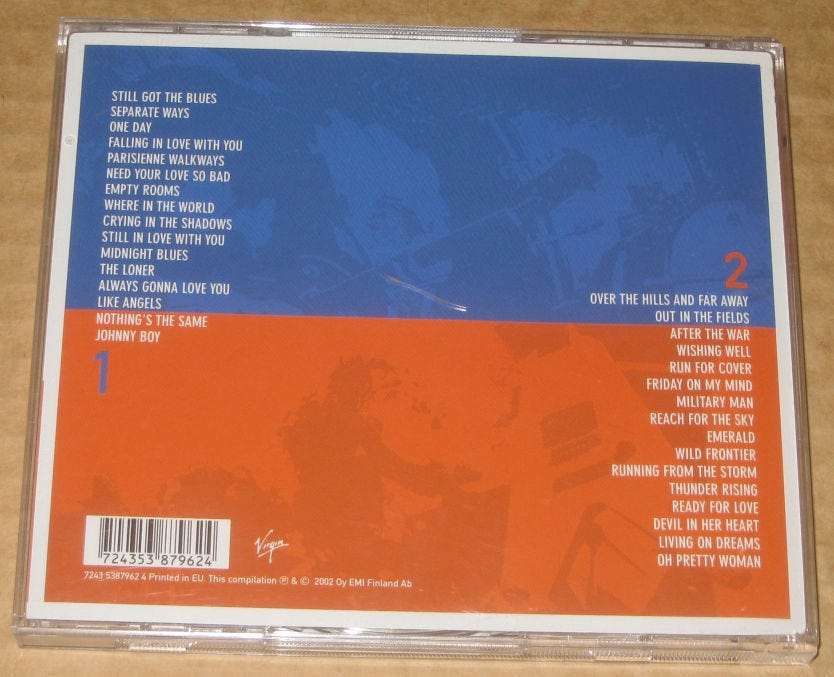 STILL GOT THE BLUES
SEPARATE WAYS
ONE DAY
FALLING IN LOVE WITH YOU
PARISIENNE WALKWAYS
NEED YOUR LOVE SO BAD
EMPTY ROOMS
WHERE IN THE WORLD
CRYING IN THE SHADOWS
STILL IN LOVE WITH YOU
MIDNIGHT BLUES
THE LONER
ALWAYS GONNA LOVE YOU
LIKE ANGELS
NOTHING'S THE SAME
JOHNNY BOY
1
2
OVER THE HILLS AND FAR AWAY
OUT IN THE FIELDS
AFTER THE WAR
WISHING WELL
RUN FOR COVER
FRIDAY ON MY MIND
MILITARY MAN
REACH FOR THE SKY
EMERALD
WILD FRONTIER
RUNNING FROM THE STORM
THUNDER RISING
READY FOR LOVE
DEVIL IN HER HEART
LIVING ON DREAMS
OH PRETTY WOMAN
724353 879624
Virgin
7243 5387962 4 Printed in EU. This compilation ℗ & © 2002 Oy EMI Finland Ab